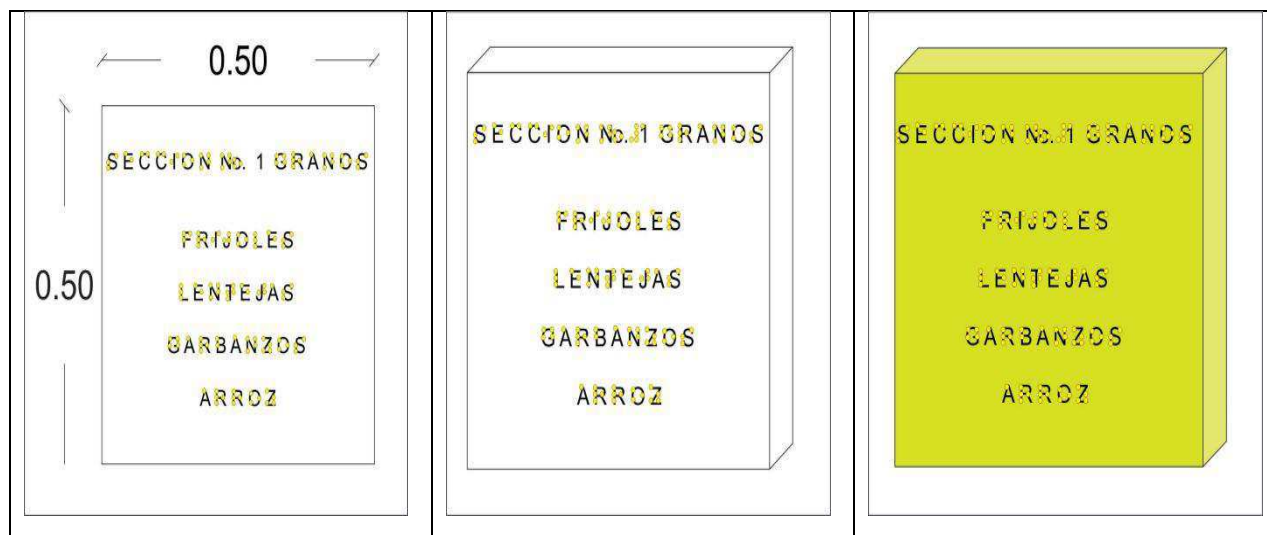 0.50
0.50
SECCION No. 1 GRANOS
FRIJOLES
LENTEJAS
GARBANZOS
ARROZ
SECCION No. 1 GRANOS
FRIJOLES
LENTEJAS
GARBANZOS
ARROZ
SECCION No. 1 GRANOS
FRIJOLES
LENTEJAS
GARBANZOS
ARROZ